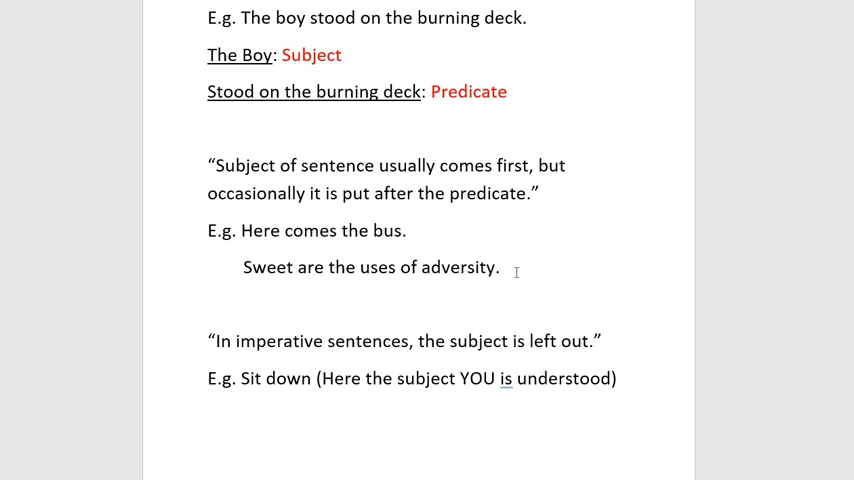 E.g. The boy stood on the burning deck.
The Boy: Subject
Stood on the burning deck: Predicate
“Subject of sentence usually comes first, but
occasionally it is put after the predicate.”
E.g. Here comes the bus.
Sweet are the uses of adversity.
“In imperative sentences, the subject is left out.”
E.g. Sit down (Here the subject YOU is understood)